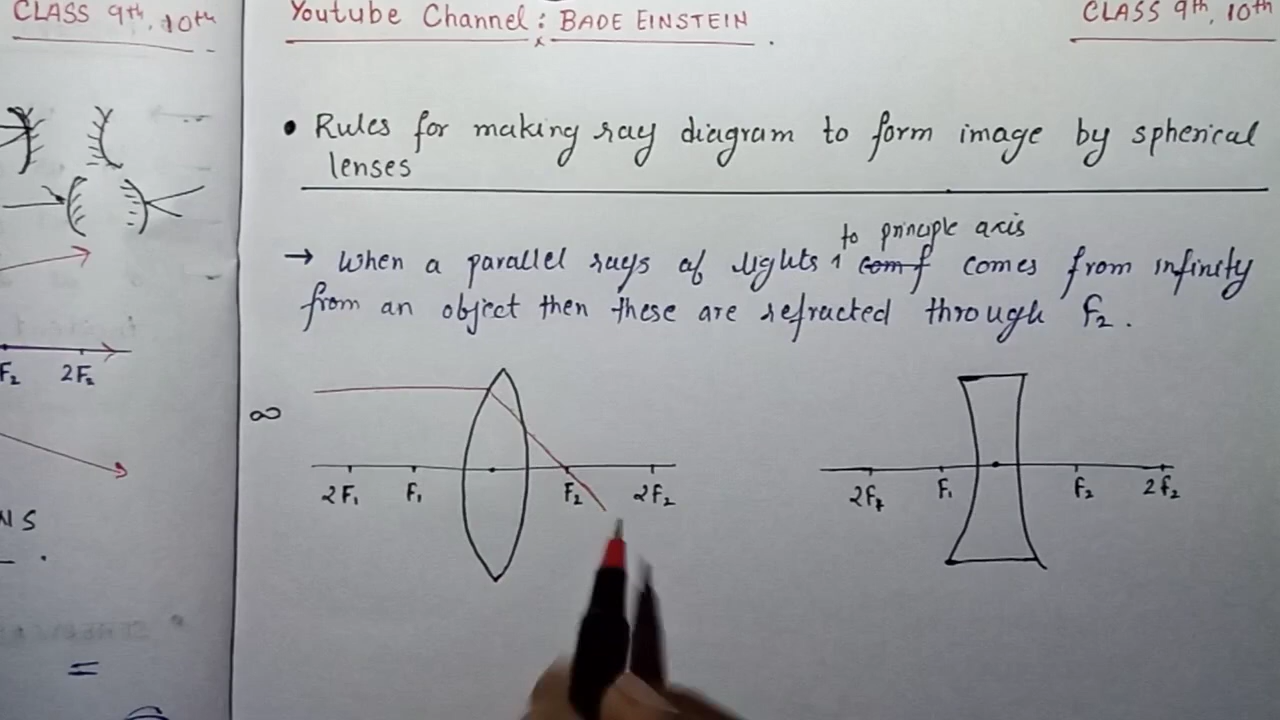 CLASS 9th, 10th
Youtube Channel : BADE EINSTEIN
CLASS 9th, 10th
• Rules for making ray diagram to form image by spherical
lenses
to principle axis
→ When a parallel rays of lights comes from infinity
from an object then these are refracted through F₂.
∞
2F₁ F₁ F₂ 2F₂
2F₂ F₁ F₂ 2F₂
F₂ 2F₂
NS
=